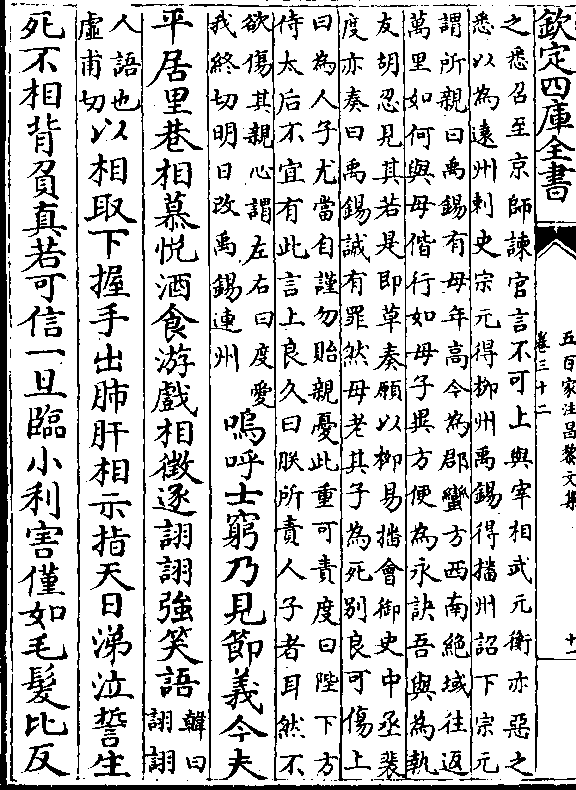 欽定四庫全書
五百家注昌黎文集
卷三十二
十一
之悉召至京師諫官言不可上與宰相武元衡亦惡之
悉以為遠州刺史宗元得柳州禹錫得播州詔下宗元
謂所親曰禹錫有母年高今為郡蠻方西南絶域往返
萬里如何與母偕行如母子異方便為永訣吾與為執
友胡忍見其若是即草奏願以柳易播會御史中丞裴
度亦奏曰禹錫誠有罪然母老其子為死别良可傷上
曰為人子尤當自謹勿貽親憂此重可責度曰陛下方
侍太后不宜有此言上良久曰朕所責人子者耳然不
欲傷其親心謂左右曰度愛
我終切明日改禹錫連州
嗚呼士窮乃見節義今夫
平居里巷相慕悦酒食游戲相徴逐詡詡強笑語韓曰詡詡
人語也虚甫切以相取下握手出肺肝相示指天日涕泣誓生
死不相背負真若可信一旦臨小利害僅如毛髮比反